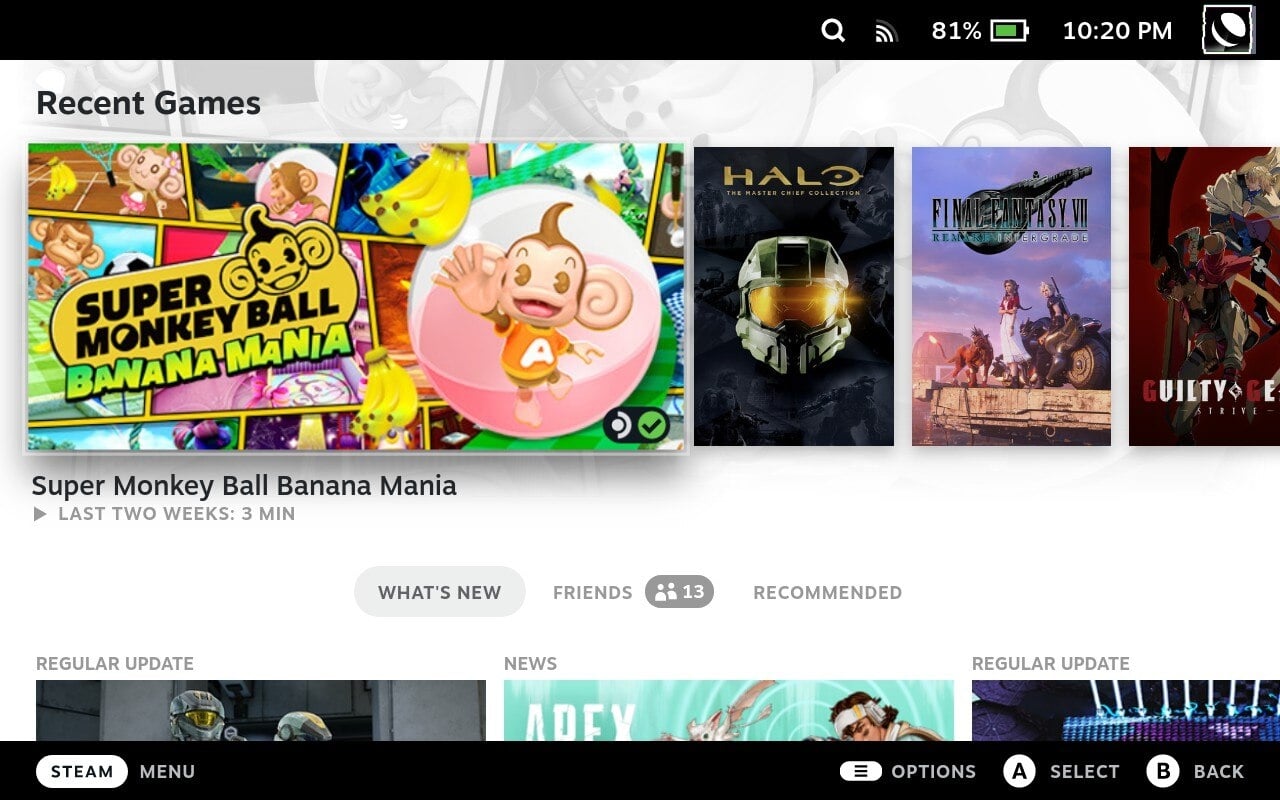 81%
10:20 PM
Recent Games
SUPER
MONKEY BALL
BANANA MANIA
A
HALO
THE MASTER CHIEF COLLECTION
FINAL FANTASY VII
REMAKE INTERGRADE
GUILTY GE
STRIVE
Super Monkey Ball Banana Mania
LAST TWO WEEKS: 3 MIN
WHAT'S NEW
FRIENDS
13
RECOMMENDED
REGULAR UPDATE
NEWS
REGULAR UPDATE
APEX
STEAM
MENU
OPTIONS
A
SELECT
B
BACK